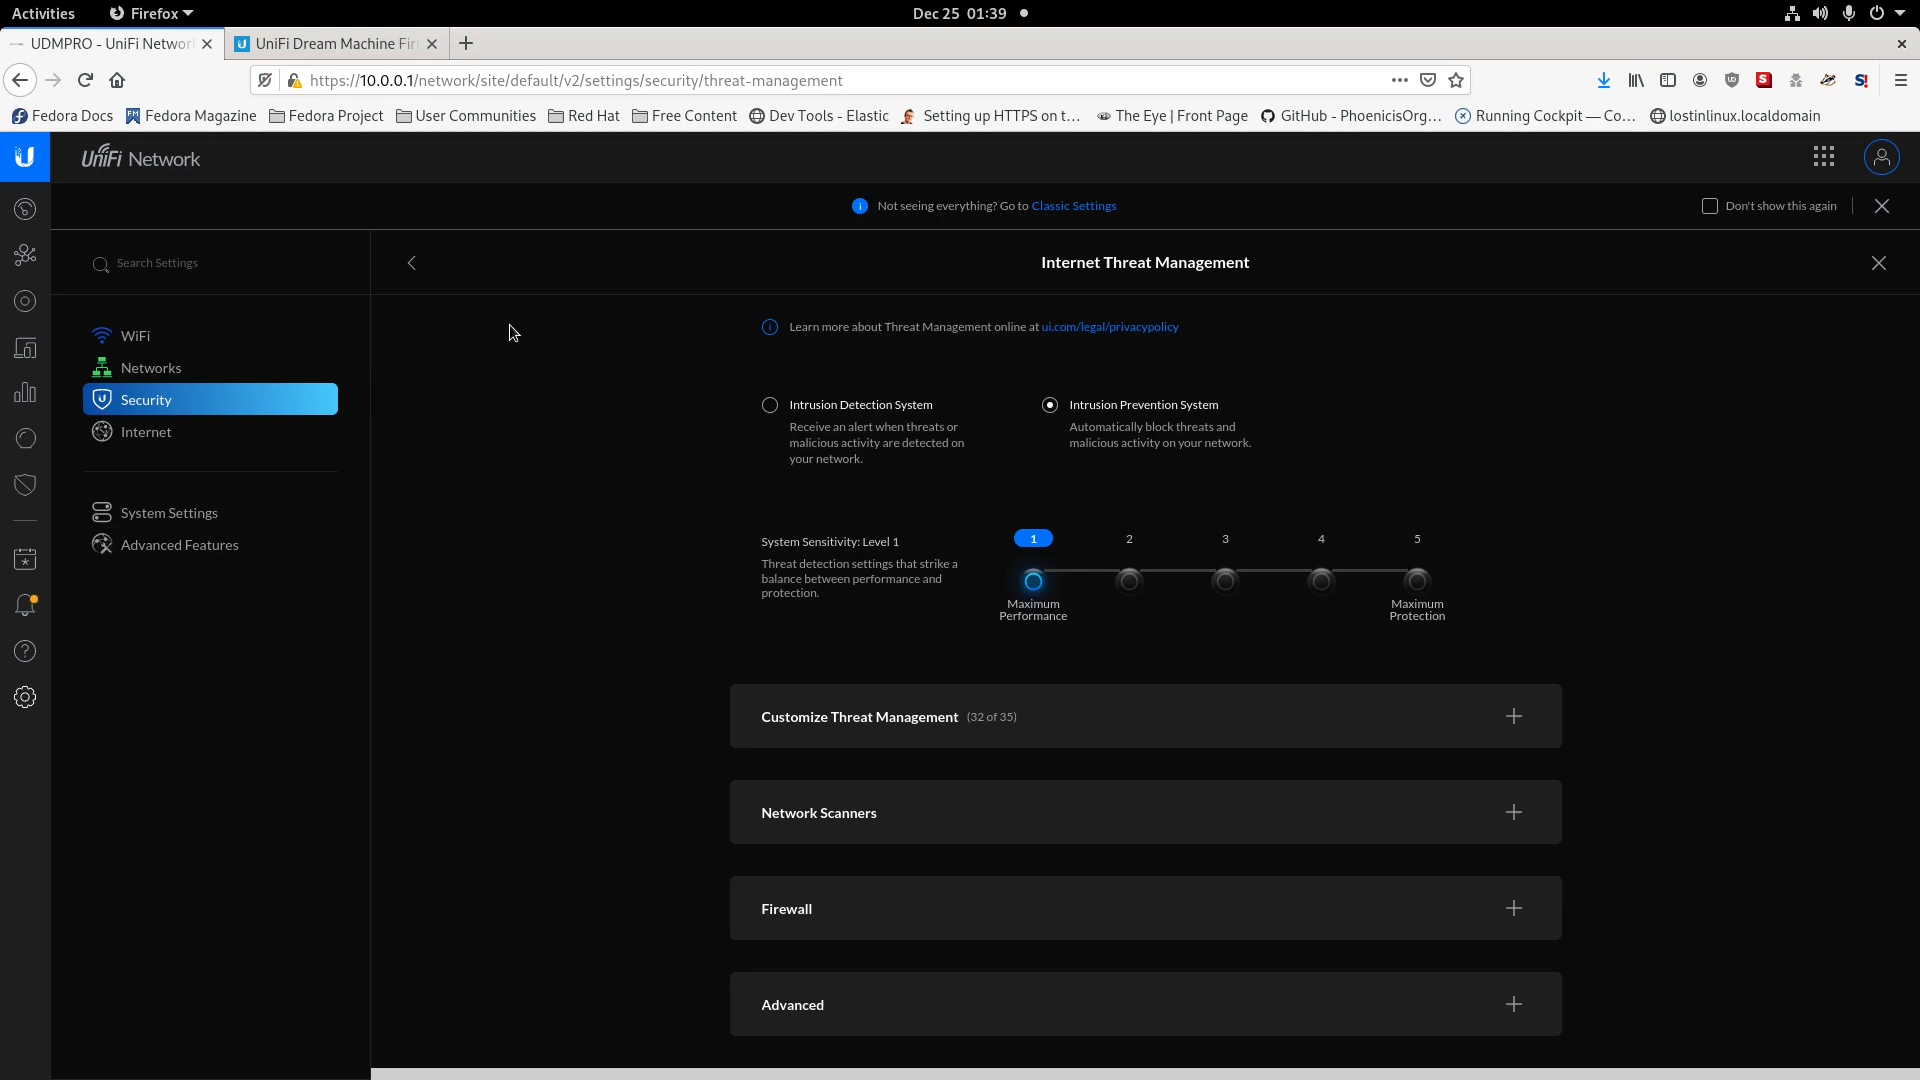 Activities Firefox Dec 25 01:39
UDMPRO - UniFi Networ UniFi Dream Machine Fir
https://10.0.0.1/network/site/default/v2/settings/security/threat-management
Fedora Docs Fedora Magazine Fedora Project User Communities Red Hat Free Content Dev Tools - Elastic Setting up HTTPS on t... The Eye | Front Page GitHub - PhoenicisOrg... Running Cockpit — Co... lostinlinux.localdomain
UniFi Network
Not seeing everything? Go to Classic Settings Don't show this again
Search Settings
Internet Threat Management
WiFi
Networks
Security
Internet
System Settings
Advanced Features
Learn more about Threat Management online at ui.com/legal/privacypolicy
Intrusion Detection System
Receive an alert when threats or
malicious activity are detected on
your network.
Intrusion Prevention System
Automatically block threats and
malicious activity on your network.
System Sensitivity: Level 1
Threat detection settings that strike a
balance between performance and
protection.
1 2 3 4 5
Maximum
Performance
Maximum
Protection
Customize Threat Management (32 of 35)
Network Scanners
Firewall
Advanced